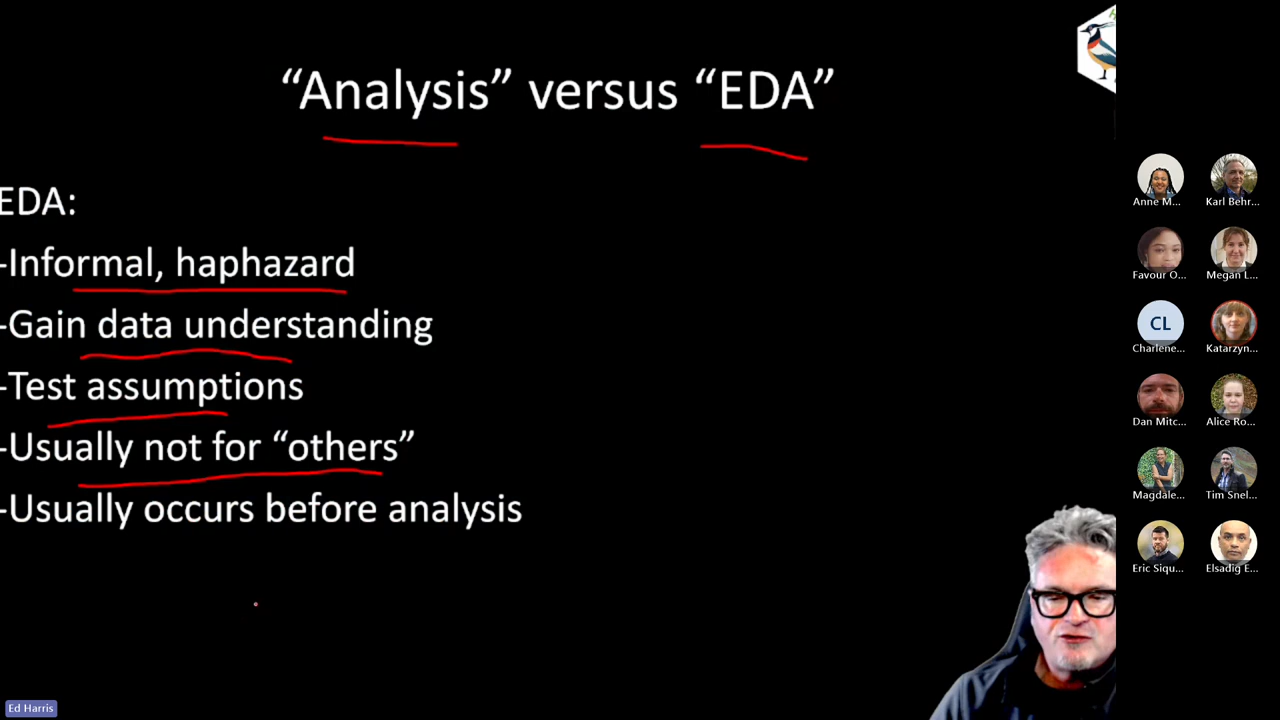 “Analysis” versus “EDA”
EDA:
-Informal, haphazard
-Gain data understanding
-Test assumptions
-Usually not for “others”
-Usually occurs before analysis
Anne M...
Karl Behr...
Favour O...
Megan L...
CL
Charlene...
Katarzyn...
Dan Mitc...
Alice Ro...
Magdale...
Tim Snel...
Eric Siqu...
Elsadig E...
Ed Harris